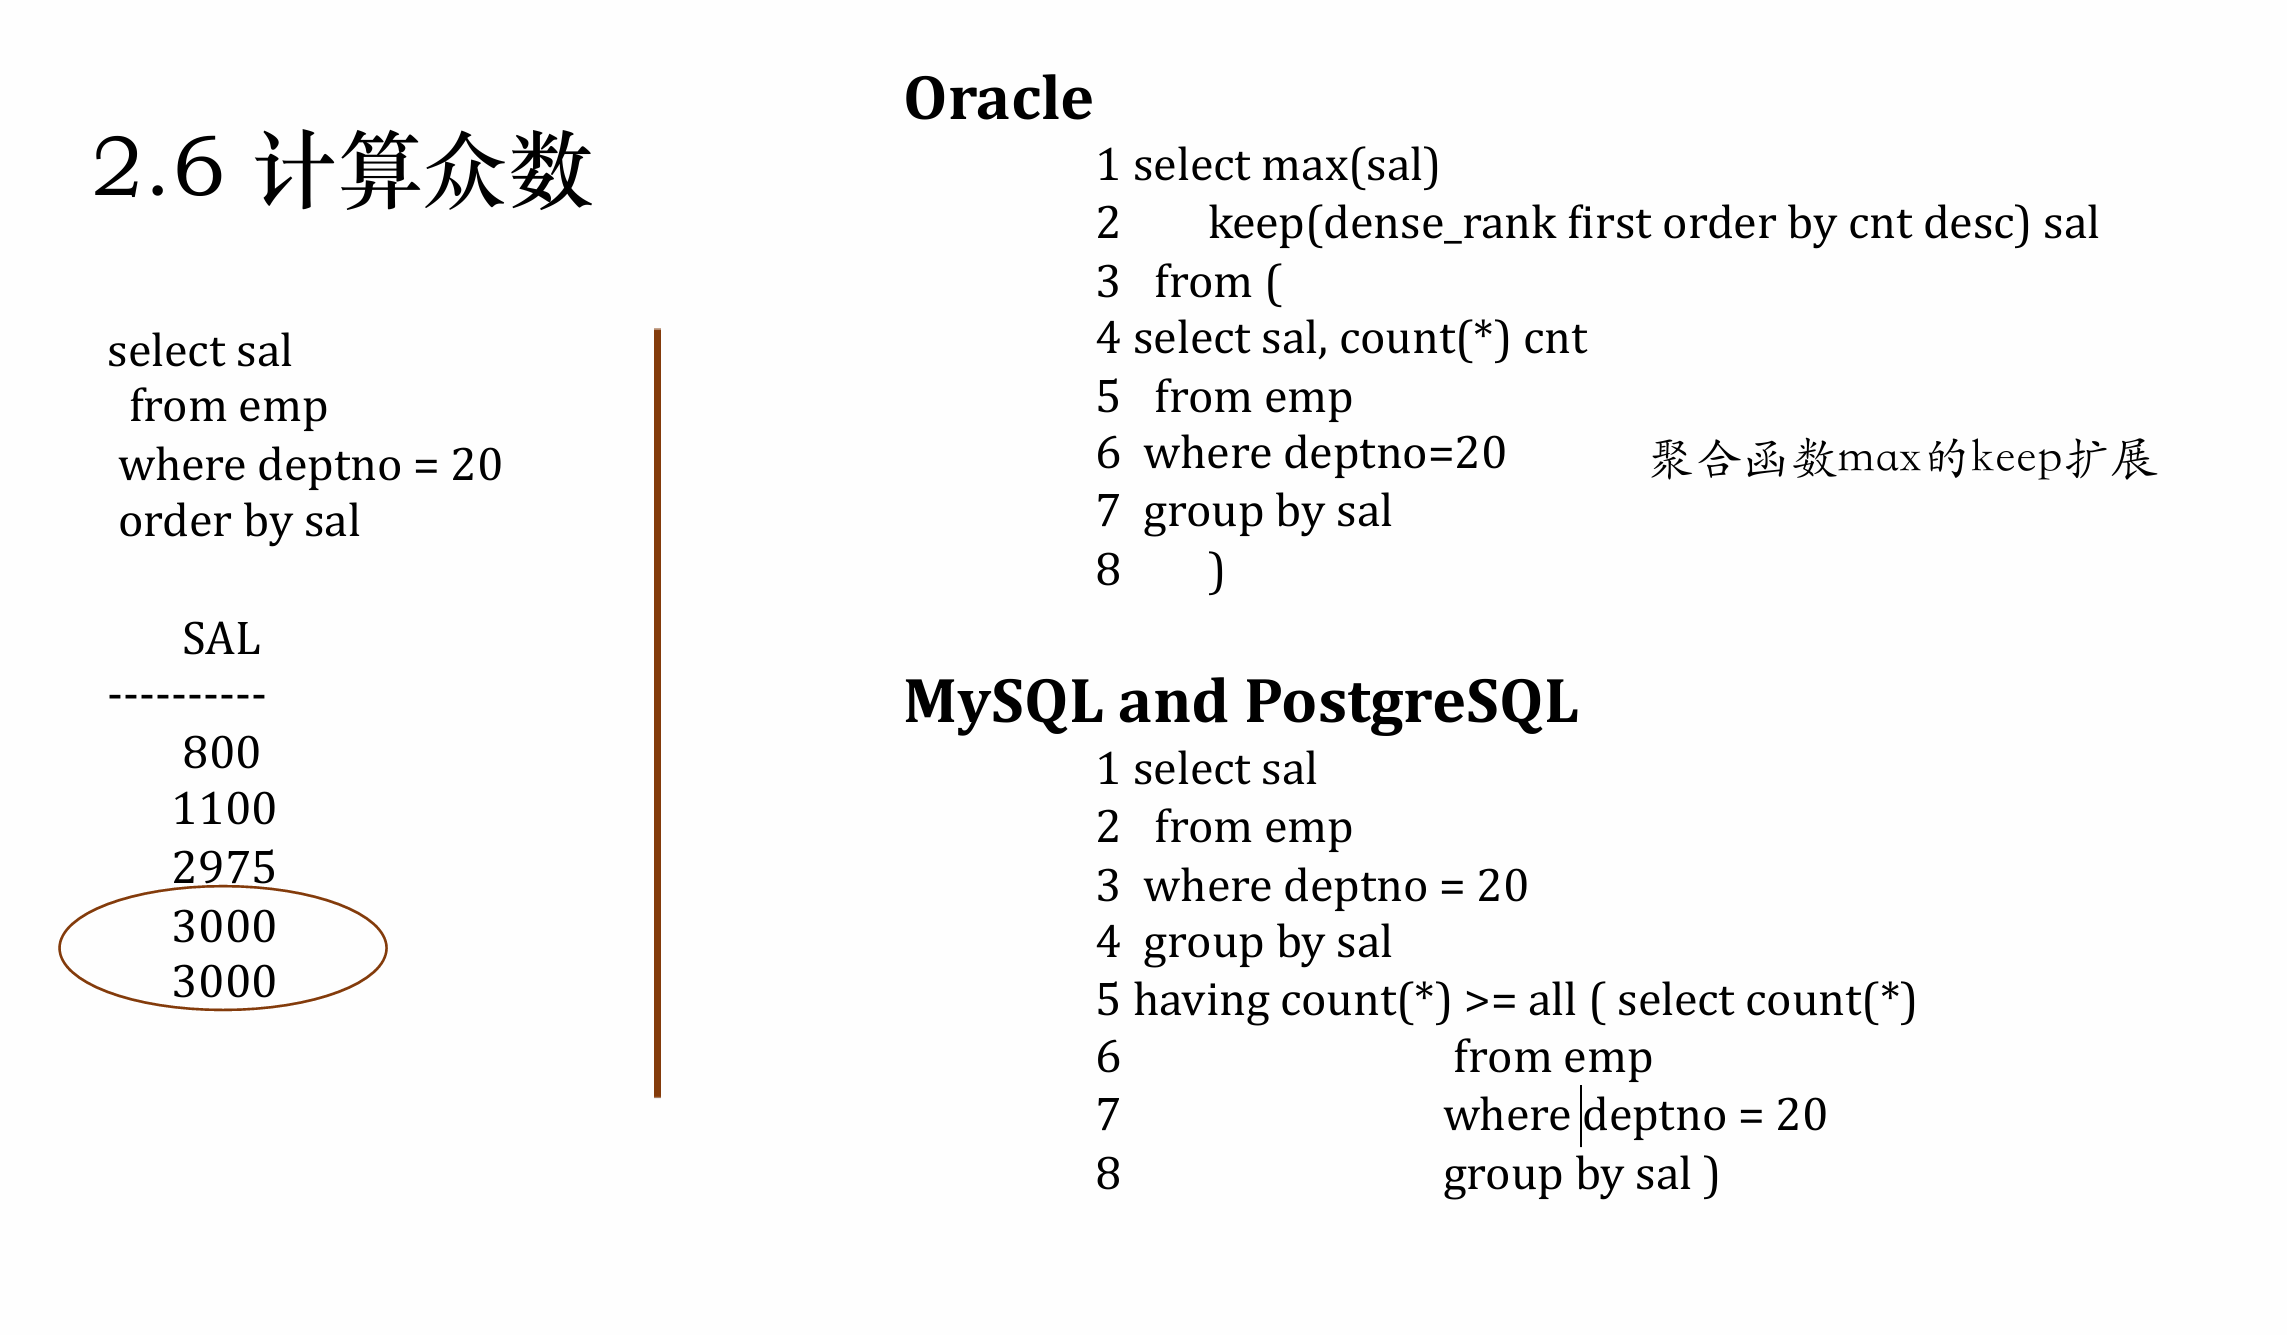 2.6 计算众数
select sal
from emp
where deptno = 20
order by sal
SAL
----------
800
1100
2975
3000
3000
Oracle
1 select max(sal)
2 keep(dense_rank first order by cnt desc) sal
3 from (
4 select sal, count(*) cnt
5 from emp
6 where deptno=20
7 group by sal
8 )
聚合函数max的keep扩展
MySQL and PostgreSQL
1 select sal
2 from emp
3 where deptno = 20
4 group by sal
5 having count(*) >= all ( select count(*)
6 from emp
7 where deptno = 20
8 group by sal )